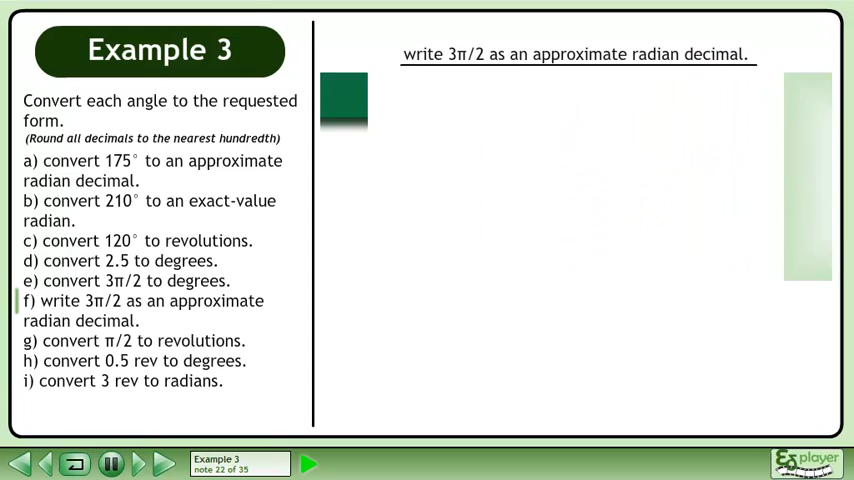 Example 3
write 3π/2 as an approximate radian decimal.
Convert each angle to the requested
form.
(Round all decimals to the nearest hundredth)
a) convert 175° to an approximate
radian decimal.
b) convert 210° to an exact-value
radian.
c) convert 120° to revolutions.
d) convert 2.5 to degrees.
e) convert 3π/2 to degrees.
f) write 3π/2 as an approximate
radian decimal.
g) convert π/2 to revolutions.
h) convert 0.5 rev to degrees.
i) convert 3 rev to radians.
Example 3
note 22 of 35
player